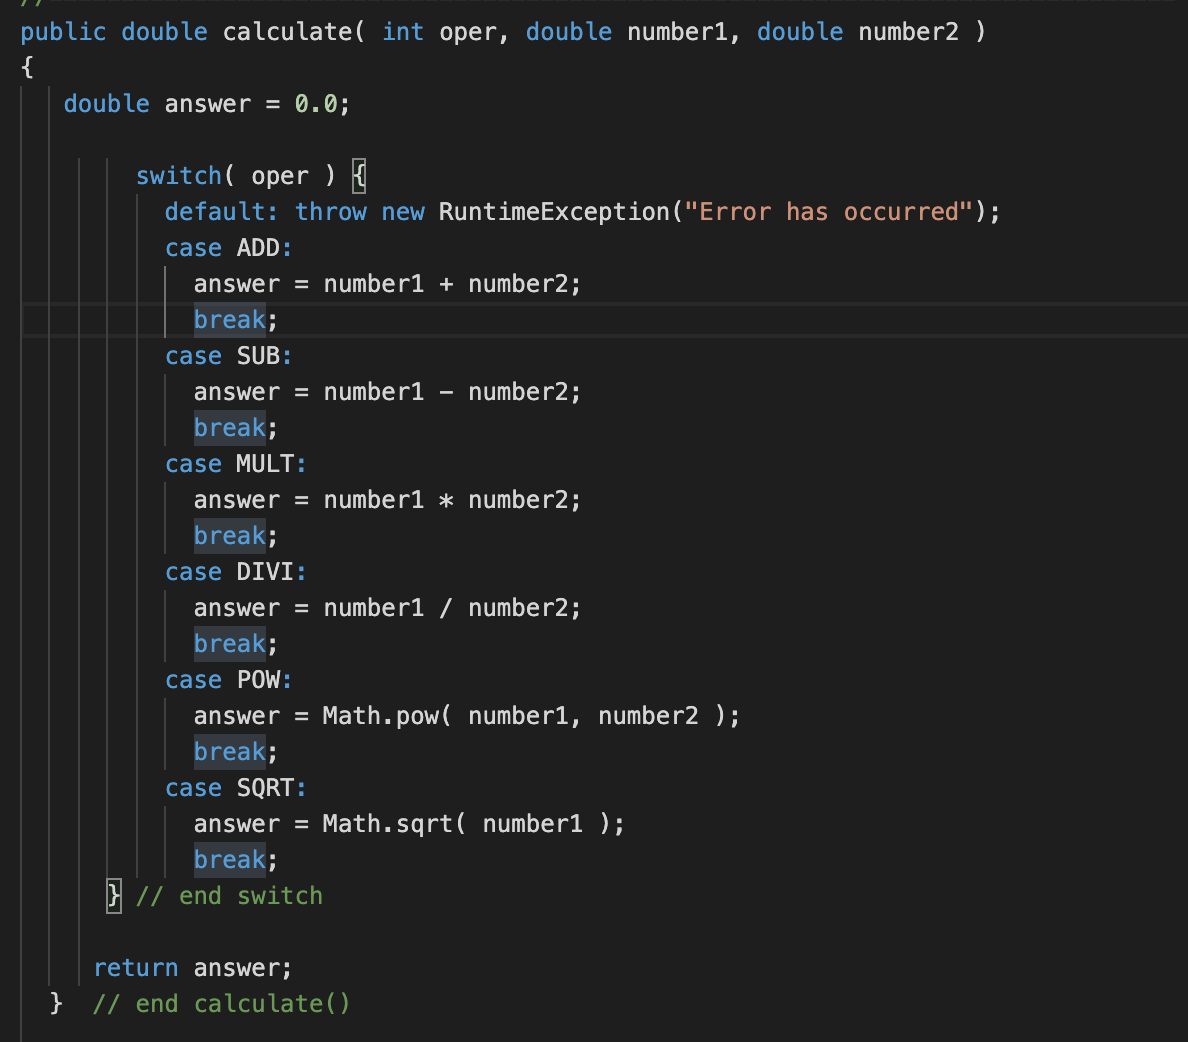 //
public double calculate( int oper, double number1, double number2 )
{
double answer = 0.0;
switch( oper ) {
default: throw new RuntimeException("Error has occurred");
case ADD:
answer = number1 + number2;
break;
case SUB:
answer = number1 - number2;
break;
case MULT:
answer = number1 * number2;
break;
case DIVI:
answer = number1 / number2;
break;
case POW:
answer = Math.pow( number1, number2 );
break;
case SQRT:
answer = Math.sqrt( number1 );
break;
} // end switch
return answer;
} // end calculate()